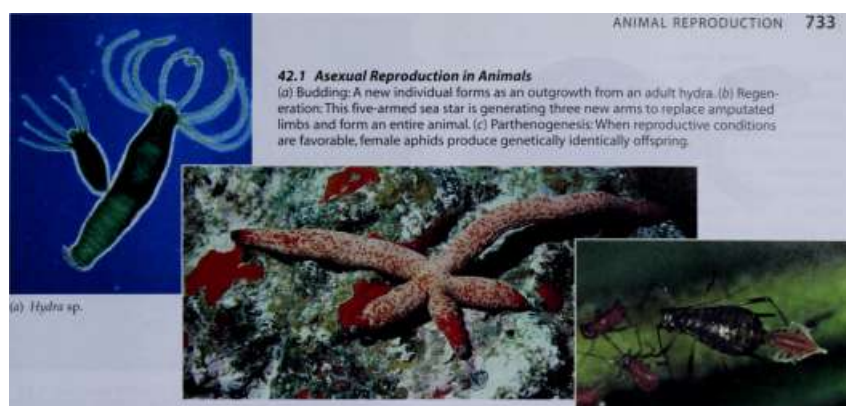 ANIMAL REPRODUCTION 733
42.1 Asexual Reproduction in Animals
(a) Budding: A new individual forms as an outgrowth from an adult hydra. (b) Regen-
eration: This five-armed sea star is generating three new arms to replace amputated
limbs and form an entire animal. (c) Parthenogenesis: When reproductive conditions
are favorable, female aphids produce genetically identically offspring.
(a) Hydra sp.